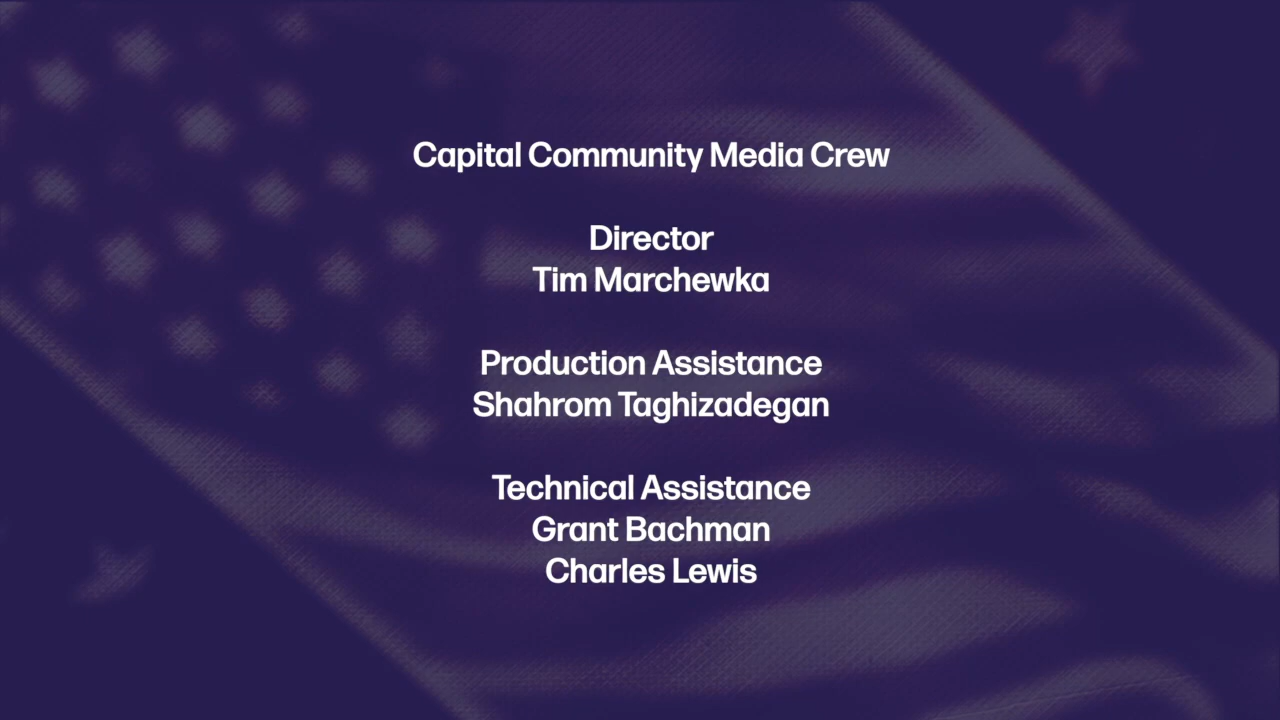 Capital Community Media Crew
Director
Tim Marchewka
Production Assistance
Shahrom Taghizadegan
Technical Assistance
Grant Bachman
Charles Lewis